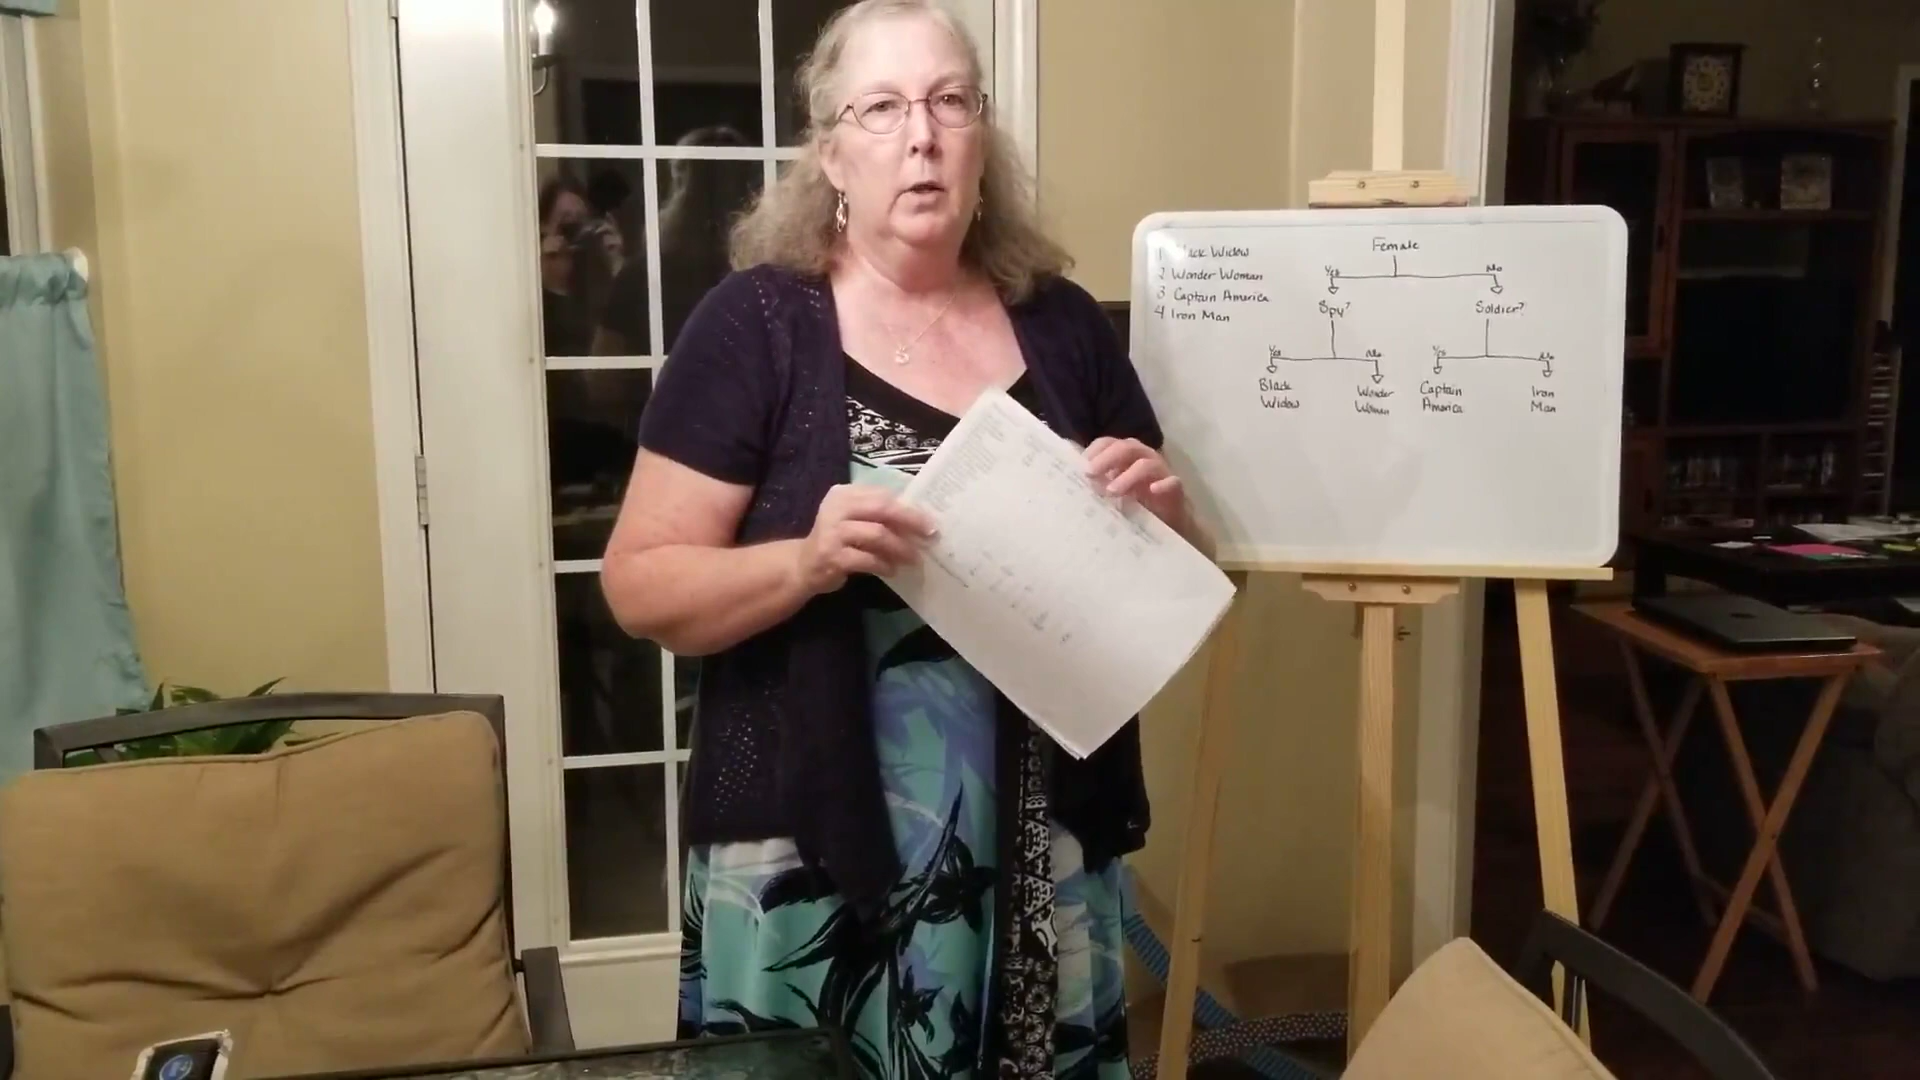 1 Black Widow
2 Wonder Woman
3 Captain America
4 Iron Man
Female
Yes No
Spy? Soldier?
Yes No Yes No
Black Wonder Captain Iron
Widow Woman America Man